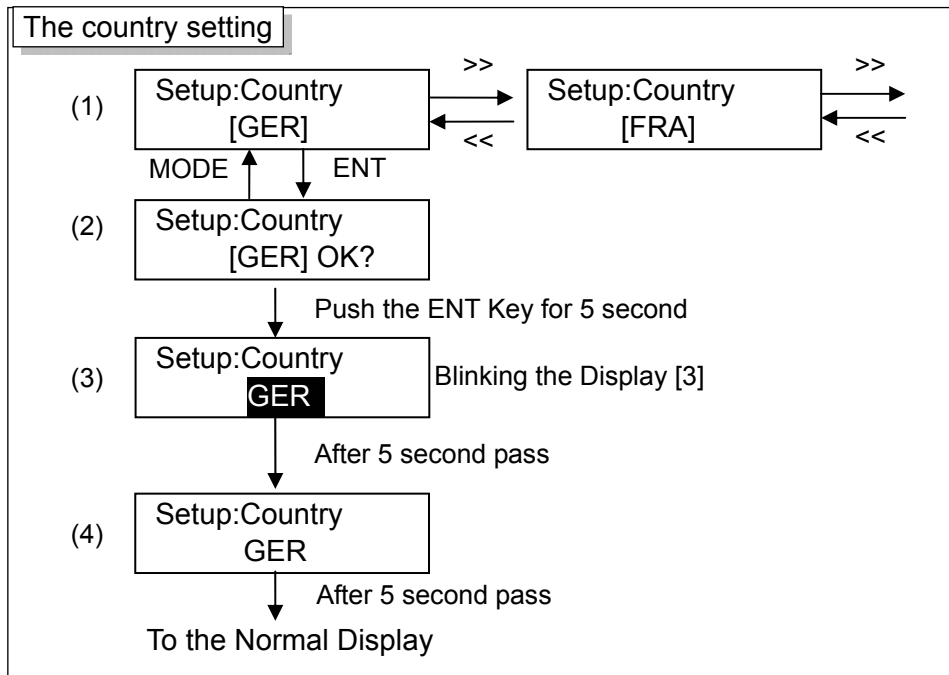 The country setting
(1)
Setup:Country
[GER]
>>
<<
Setup:Country
[FRA]
>>
<<
MODE
ENT
(2)
Setup:Country
[GER] OK?
Push the ENT Key for 5 second
(3)
Setup:Country
GER
Blinking the Display [3]
After 5 second pass
(4)
Setup:Country
GER
After 5 second pass
To the Normal Display